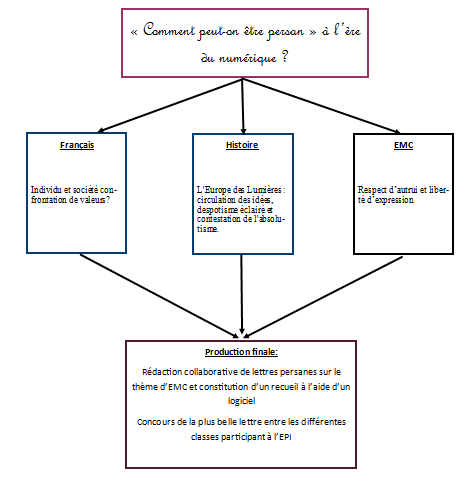 « Comment peut-on être persan » à l'ère
du numérique ?
Français
Individu et société con-
frontation de valeurs?
Histoire
L'Europe des Lumières :
circulation des idées,
despotisme éclairé et
contestation de l'absolu-
tisme.
EMC
Respect d'autrui et liber-
té d'expression
Production finale:
Rédaction collaborative de lettres persanes sur le
thème d'EMC et constitution d'un recueil à l'aide d'un
logiciel
Concours de la plus belle lettre entre les différentes
classes participant à l'EPI